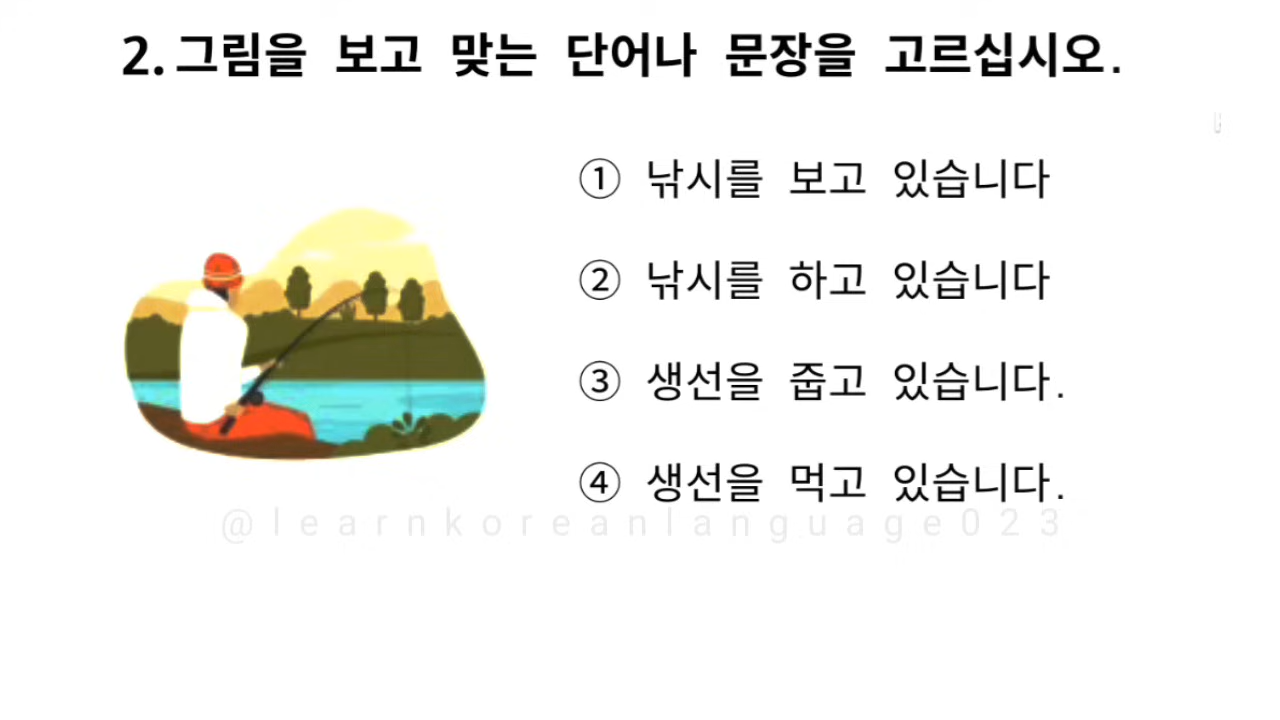 2. 그림을 보고 맞는 단어나 문장을 고르십시오.
① 낚시를 보고 있습니다
② 낚시를 하고 있습니다
③ 생선을 줍고 있습니다.
④ 생선을 먹고 있습니다.
@learnkoreanlanguage023